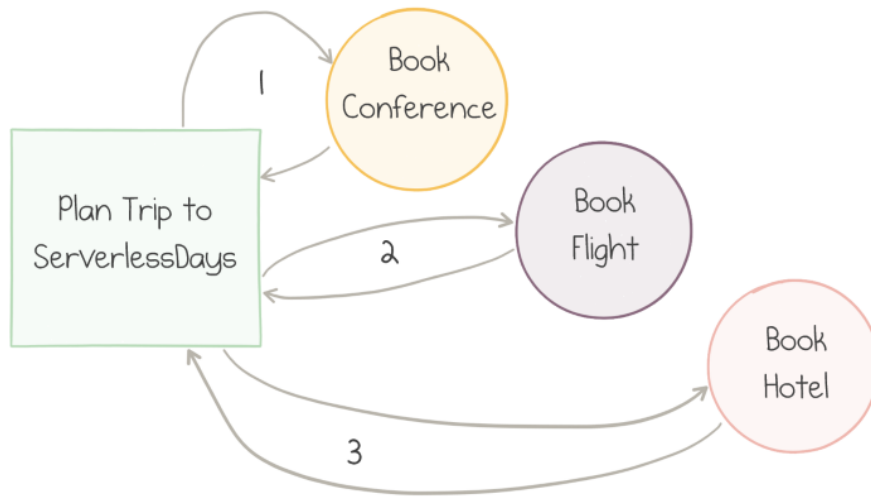 Book
Conference
1
Plan Trip to
ServerlessDays
Book
Flight
2
Book
Hotel
3